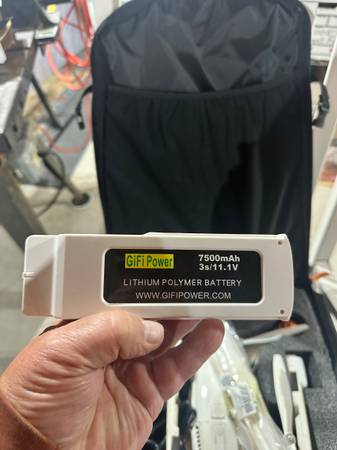 GiFi Power
7500mAh
3s/11.1V
LITHIUM POLYMER BATTERY
WWW.GIFIPOWER.COM